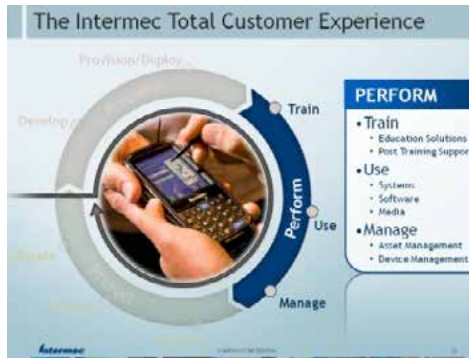 The Intermec Total Customer Experience
Provision/Deploy
Develop
Train
Perform
Use
Manage
PERFORM
•Train
• Education Solutions
• Post Training Suppor
•Use
• Systems
• Software
• Media
•Manage
• Asset Management
• Device Management
Intermec